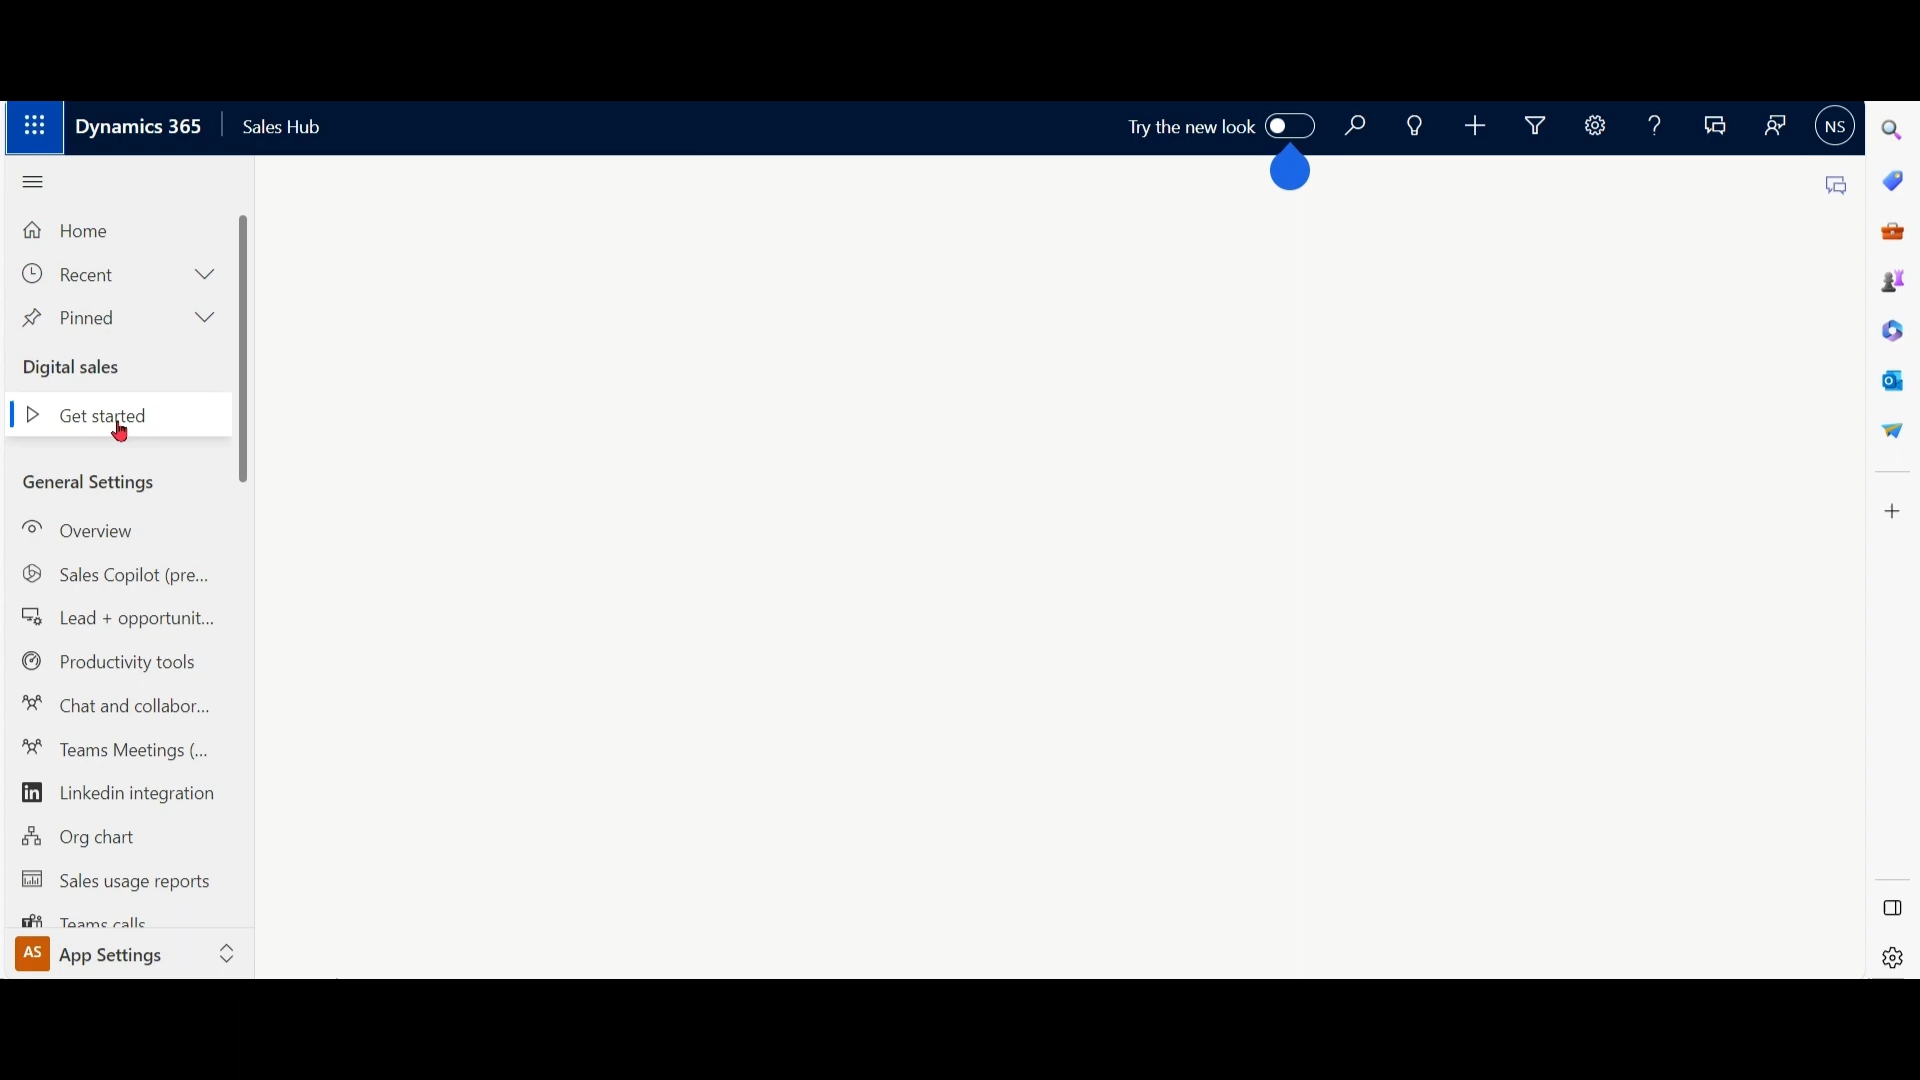 Dynamics 365 Sales Hub Try the new look NS
Home
Recent
Pinned
Digital sales
Get started
General Settings
Overview
Sales Copilot (pre...
Lead + opportunit...
Productivity tools
Chat and collabor...
Teams Meetings (...
Linkedin integration
Org chart
Sales usage reports
Teams calls
AS App Settings